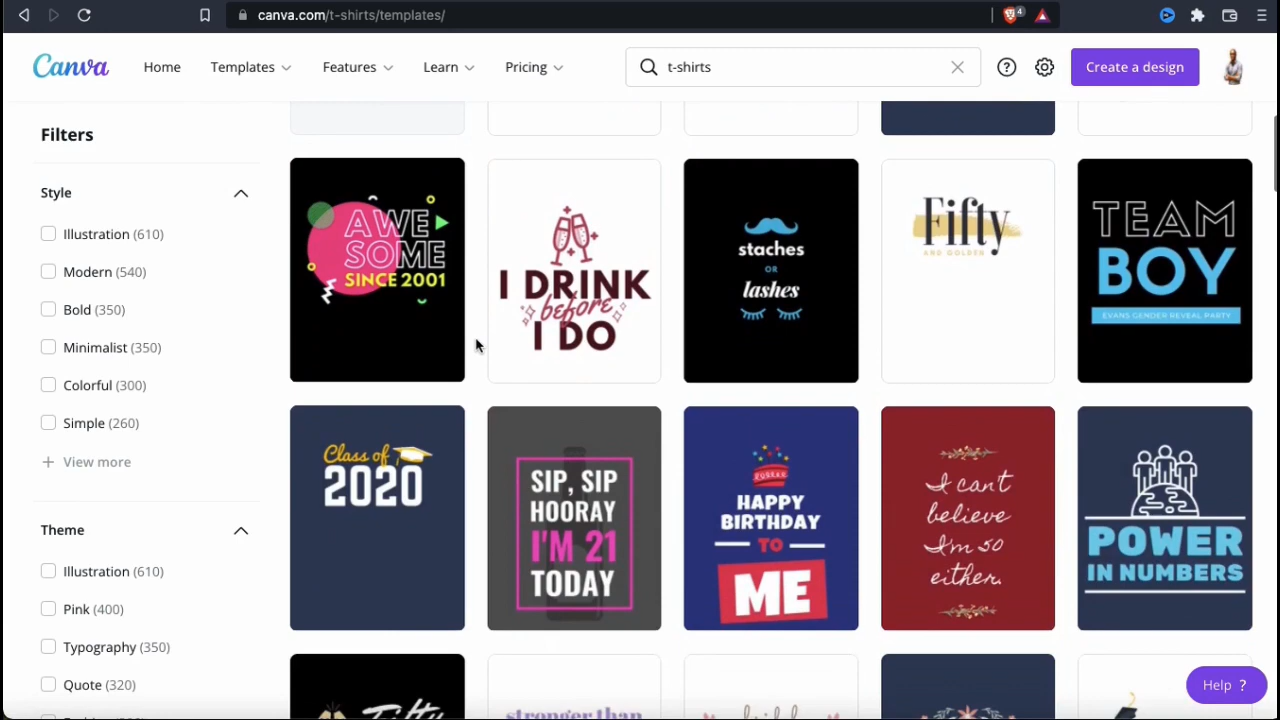 canva.com/t-shirts/templates/
4
Canva
Home
Templates
Features
Learn
Pricing
t-shirts
Create a design
Filters
Style
Illustration (610)
Modern (540)
Bold (350)
Minimalist (350)
Colorful (300)
Simple (260)
+ View more
Theme
Illustration (610)
Pink (400)
Typography (350)
Quote (320)
AWE
SOME
SINCE 2001
I DRINK
before
I DO
staches
OR
lashes
Fifty
AND GOLDEN
TEAM
BOY
EVANS GENDER REVEAL PARTY
Class of
2020
SIP, SIP
HOORAY
I'M 21
TODAY
HAPPY
BIRTHDAY
TO
ME
I can't
believe
I'm 50
either.
POWER
IN NUMBERS
stronger than
Help ?